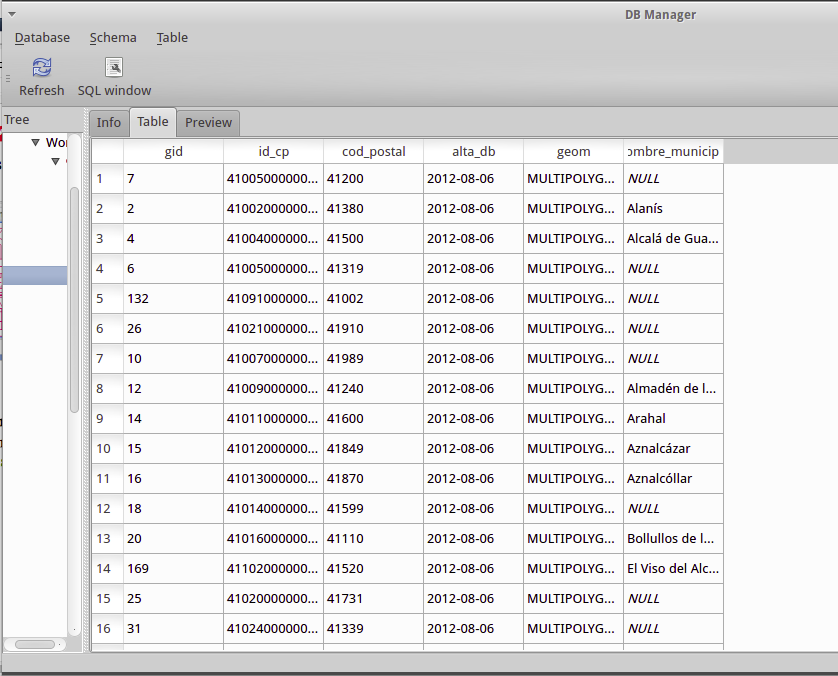 DB Manager
Database Schema Table
Refresh SQL window
Tree
Info Table Preview
gid id_cp cod_postal alta_db geom ombre_municip
1 7 41005000000... 41200 2012-08-06 MULTIPOLYG... NULL
2 2 41002000000... 41380 2012-08-06 MULTIPOLYG... Alanís
3 4 41004000000... 41500 2012-08-06 MULTIPOLYG... Alcalá de Gua...
4 6 41005000000... 41319 2012-08-06 MULTIPOLYG... NULL
5 132 41091000000... 41002 2012-08-06 MULTIPOLYG... NULL
6 26 41021000000... 41910 2012-08-06 MULTIPOLYG... NULL
7 10 41007000000... 41989 2012-08-06 MULTIPOLYG... NULL
8 12 41009000000... 41240 2012-08-06 MULTIPOLYG... Almadén de l...
9 14 41011000000... 41600 2012-08-06 MULTIPOLYG... Arahal
10 15 41012000000... 41849 2012-08-06 MULTIPOLYG... Aznalcázar
11 16 41013000000... 41870 2012-08-06 MULTIPOLYG... Aznalcóllar
12 18 41014000000... 41599 2012-08-06 MULTIPOLYG... NULL
13 20 41016000000... 41110 2012-08-06 MULTIPOLYG... Bollullos de l...
14 169 41102000000... 41520 2012-08-06 MULTIPOLYG... El Viso del Alc...
15 25 41020000000... 41731 2012-08-06 MULTIPOLYG... NULL
16 31 41024000000... 41339 2012-08-06 MULTIPOLYG... NULL